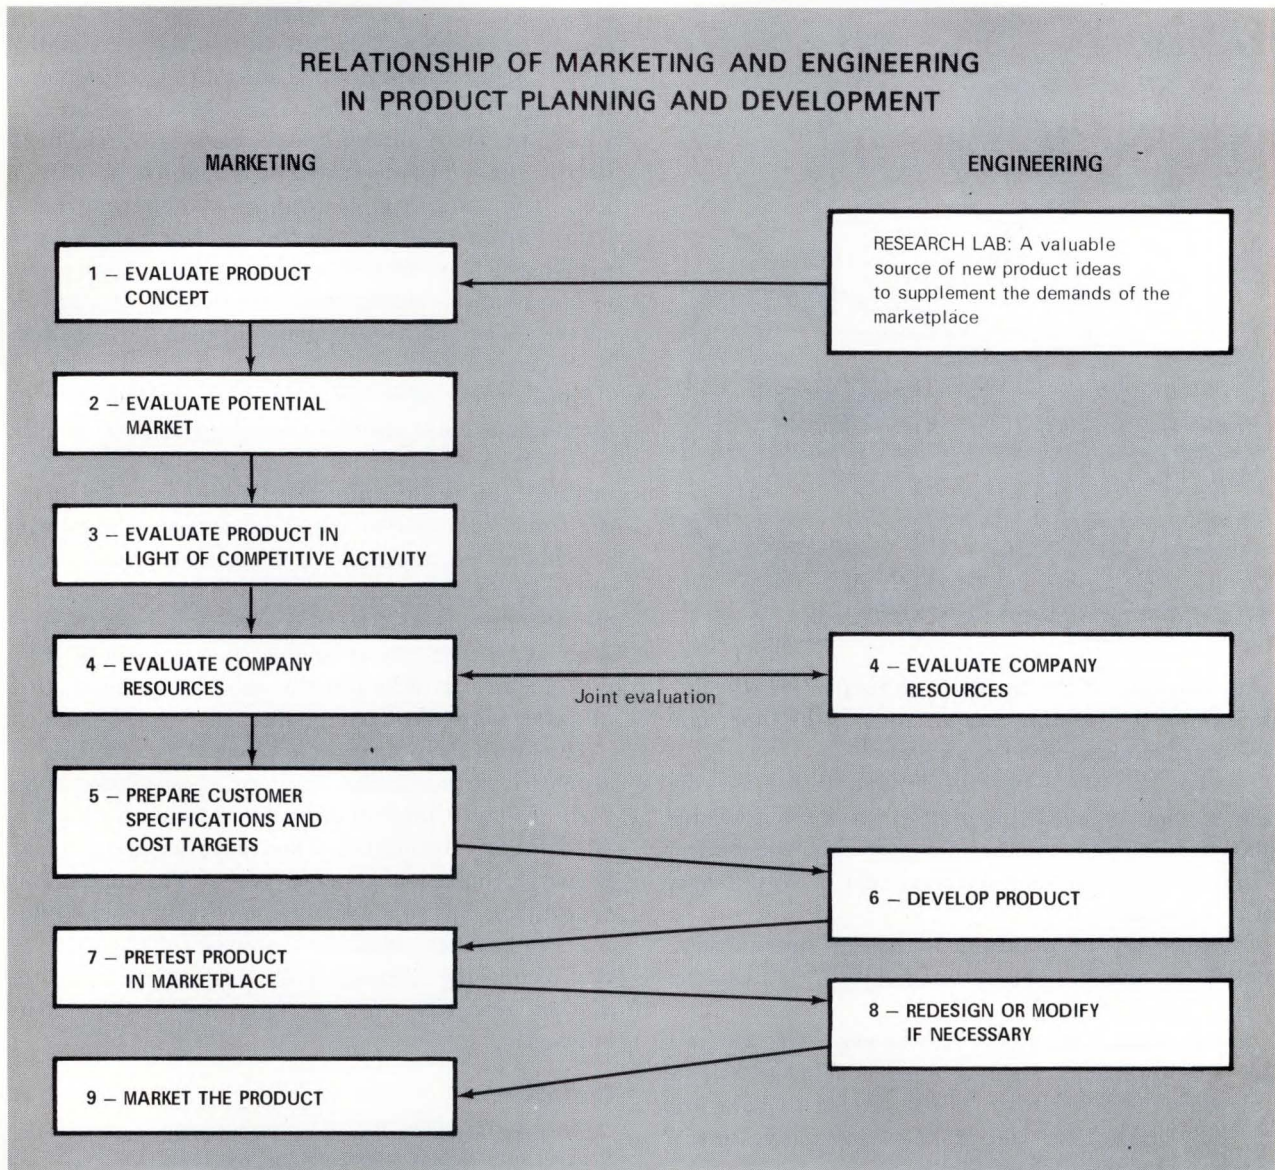 RELATIONSHIP OF MARKETING AND ENGINEERING
IN PRODUCT PLANNING AND DEVELOPMENT
MARKETING
ENGINEERING
RESEARCH LAB: A valuable
source of new product ideas
to supplement the demands of the
marketplace
1 – EVALUATE PRODUCT
CONCEPT
2 – EVALUATE POTENTIAL
MARKET
3 – EVALUATE PRODUCT IN
LIGHT OF COMPETITIVE ACTIVITY
4 – EVALUATE COMPANY
RESOURCES
Joint evaluation
4 – EVALUATE COMPANY
RESOURCES
5 – PREPARE CUSTOMER
SPECIFICATIONS AND
COST TARGETS
6 – DEVELOP PRODUCT
7 – PRETEST PRODUCT
IN MARKETPLACE
8 – REDESIGN OR MODIFY
IF NECESSARY
9 – MARKET THE PRODUCT